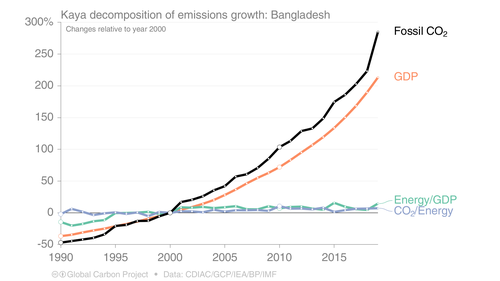 Kaya decomposition of emissions growth: Bangladesh
300%
Changes relative to year 2000
Fossil CO₂
250
GDP
200
150
100
50
Energy/GDP
CO₂/Energy
0
-50
1990 1995 2000 2005 2010 2015
Global Carbon Project • Data: CDIAC/GCP/IEA/BP/IMF